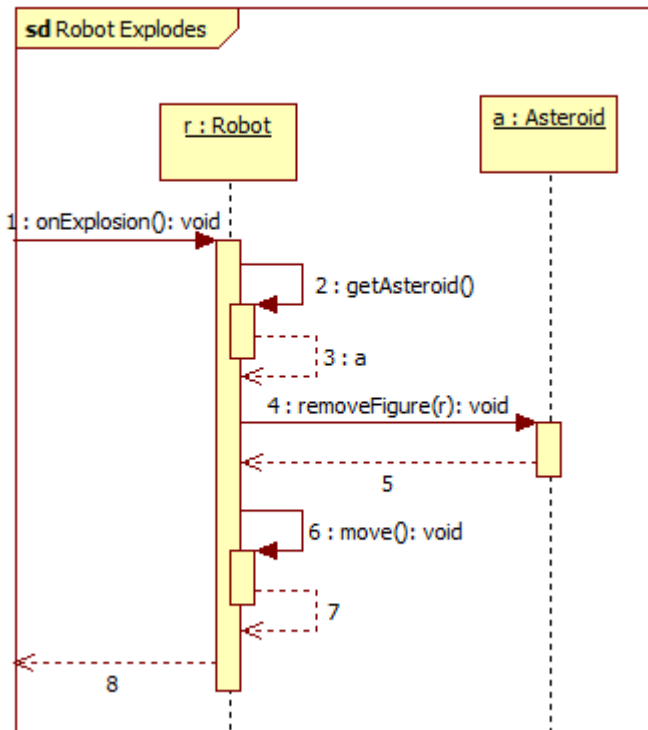 sd Robot Explodes
r : Robot
a : Asteroid
1 : onExplosion(): void
2 : getAsteroid()
3 : a
4 : removeFigure(r): void
5
6 : move(): void
7
8